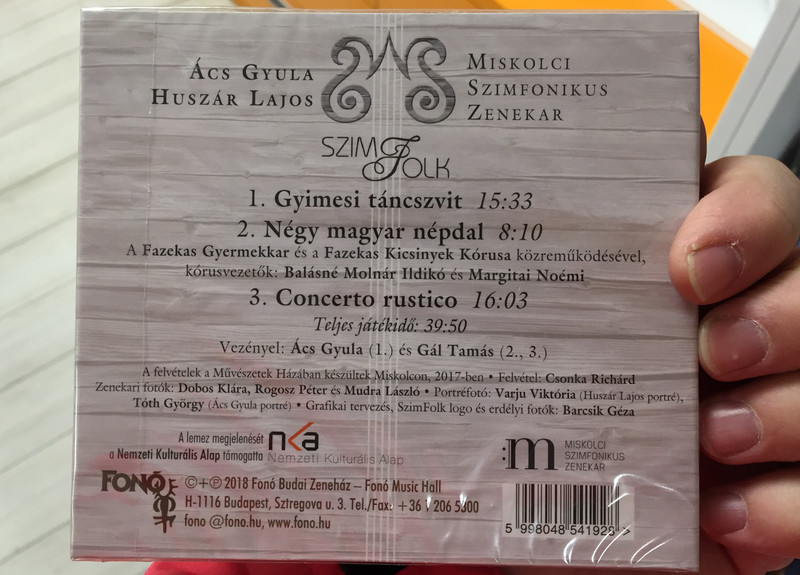 Ács Gyula
Huszár Lajos
Miskolci
Szimfonikus
Zenekar
SZIMFOLK
1. Gyimesi táncszvit 15:33
2. Négy magyar népdal 8:10
A Fazekas Gyermekkar és a Fazekas Kicsinyek Kórusa közreműködésével,
kórusvezetők: Balásné Molnár Ildikó és Margitai Noémi
3. Concerto rustico 16:03
Teljes játékidő: 39:50
Vezényel: Ács Gyula (1.) és Gál Tamás (2., 3.)
A felvételek a Művészetek Házában készültek Miskolcon, 2017-ben • Felvétel: Csonka Richárd
Zenekari fotók: Dobos Klára, Rogosz Péter és Mudra László • Portréfotó: Varju Viktória (Huszár Lajos portré),
Tóth György (Ács Gyula portré) • Grafikai tervezés, SzimFolk logo és erdélyi fotók: Barcsik Géza
A lemez megjelenését
a Nemzeti Kulturális Alap támogatta
nka
Nemzeti Kulturális Alap
:m
MISKOLCI
SZIMFONIKUS
ZENEKAR
FONÓ
©+℗ 2018 Fonó Budai Zeneház – Fonó Music Hall
H-1116 Budapest, Sztregova u. 3. Tel./Fax: +36 1 206 5300
fono @fono.hu, www.fono.hu
5 998048 541928 >